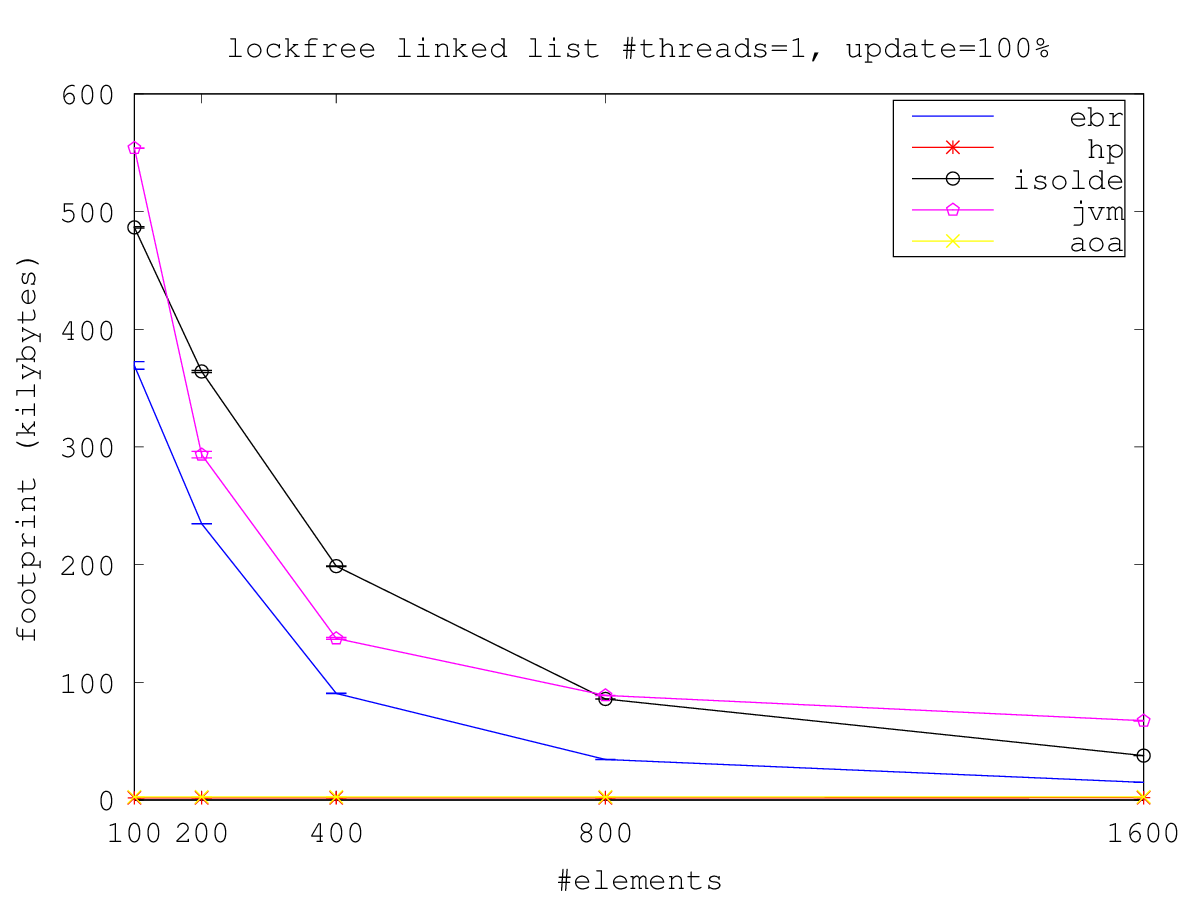 lockfree linked list #threads=1, update=100%
600
500
400
300
200
100
0
footprint (kilybytes)
ebr
hp
isolde
jvm
aoa
100 200 400 800 1600
#elements